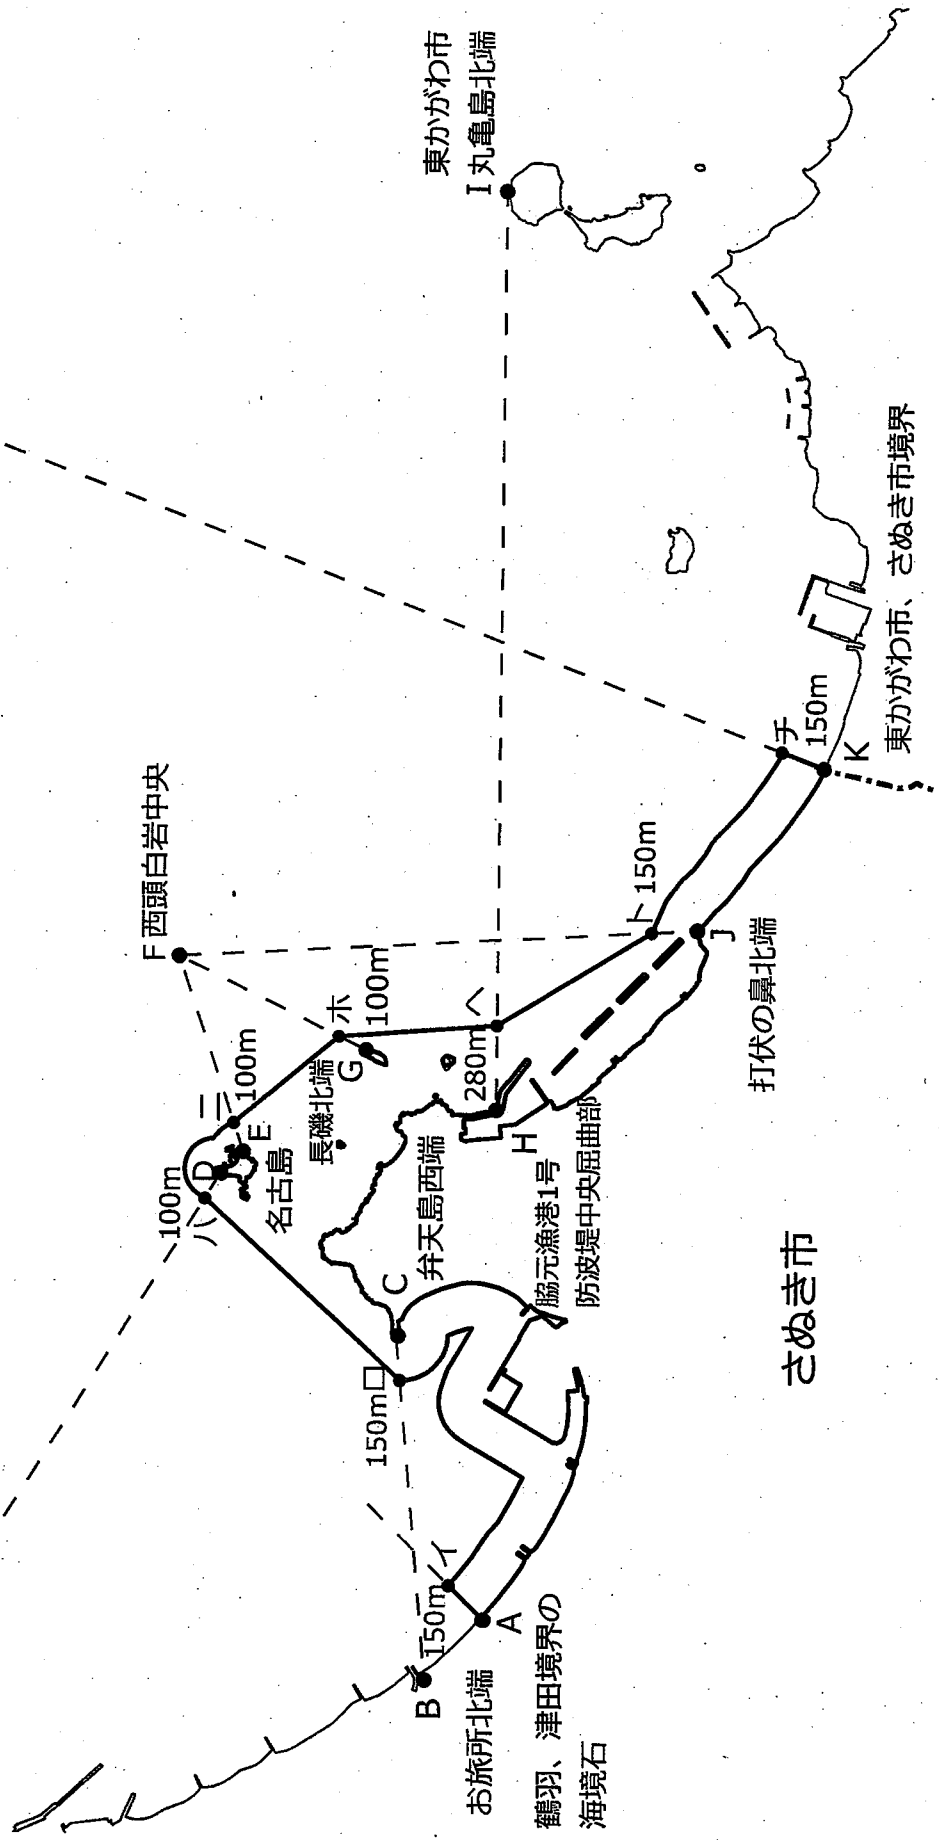 東かがわ市
I 丸亀島北端
F 西頭白岩中央
東かがわ市、さぬき市境界
チ
150m
K
ト 150m
J
打伏の鼻北端
ホ
100m
G
長磯北端
ヘ
280m
H
脇元漁港1号
防波堤中央屈曲部
ニ
100m
E
D
名古島
100m
ハ
弁天島西端
C
ロ
150m
さぬき市
イ
150m
A
B
お旅所北端
鶴羽、津田境界の
海境石